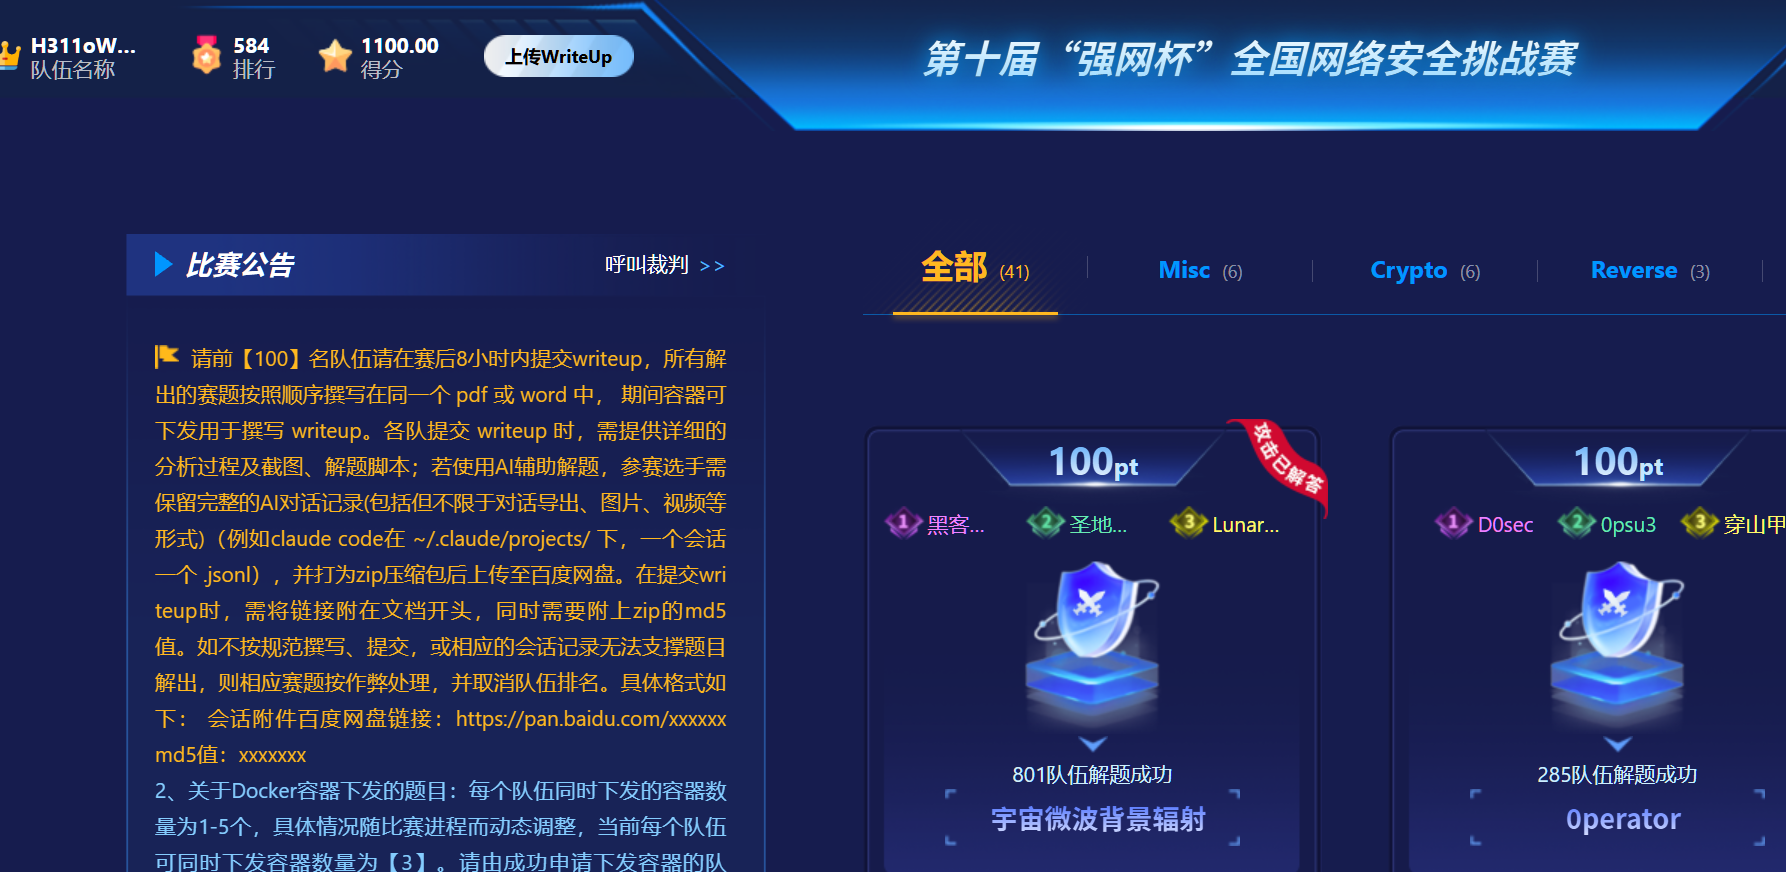 H311oW...
队伍名称
584
排行
1100.00
得分
上传WriteUp
第十届“强网杯”全国网络安全挑战赛
比赛公告
呼叫裁判 >>
全部 (41)
Misc (6)
Crypto (6)
Reverse (3)
请前【100】名队伍请在赛后8小时内提交writeup，所有解
出的赛题按照顺序撰写在同一个 pdf 或 word 中， 期间容器可
下发用于撰写 writeup。各队提交 writeup 时，需提供详细的
分析过程及截图、解题脚本；若使用AI辅助解题，参赛选手需
保留完整的AI对话记录(包括但不限于对话导出、图片、视频等
形式)（例如claude code在 ~/.claude/projects/ 下，一个会话
一个 .jsonl），并打为zip压缩包后上传至百度网盘。在提交wri
teup时，需将链接附在文档开头，同时需要附上zip的md5
值。如不按规范撰写、提交，或相应的会话记录无法支撑题目
解出，则相应赛题按作弊处理，并取消队伍排名。具体格式如
下： 会话附件百度网盘链接：https://pan.baidu.com/xxxxxx
md5值：xxxxxxx
2、关于Docker容器下发的题目：每个队伍同时下发的容器数
量为1-5个，具体情况随比赛进程而动态调整，当前每个队伍
可同时下发容器数量为【3】。请由成功申请下发容器的队
100pt
攻击已解答
1 黑客...
2 圣地...
3 Lunar...
801队伍解题成功
宇宙微波背景辐射
100pt
1 D0sec
2 0psu3
3 穿山甲
285队伍解题成功
0perator